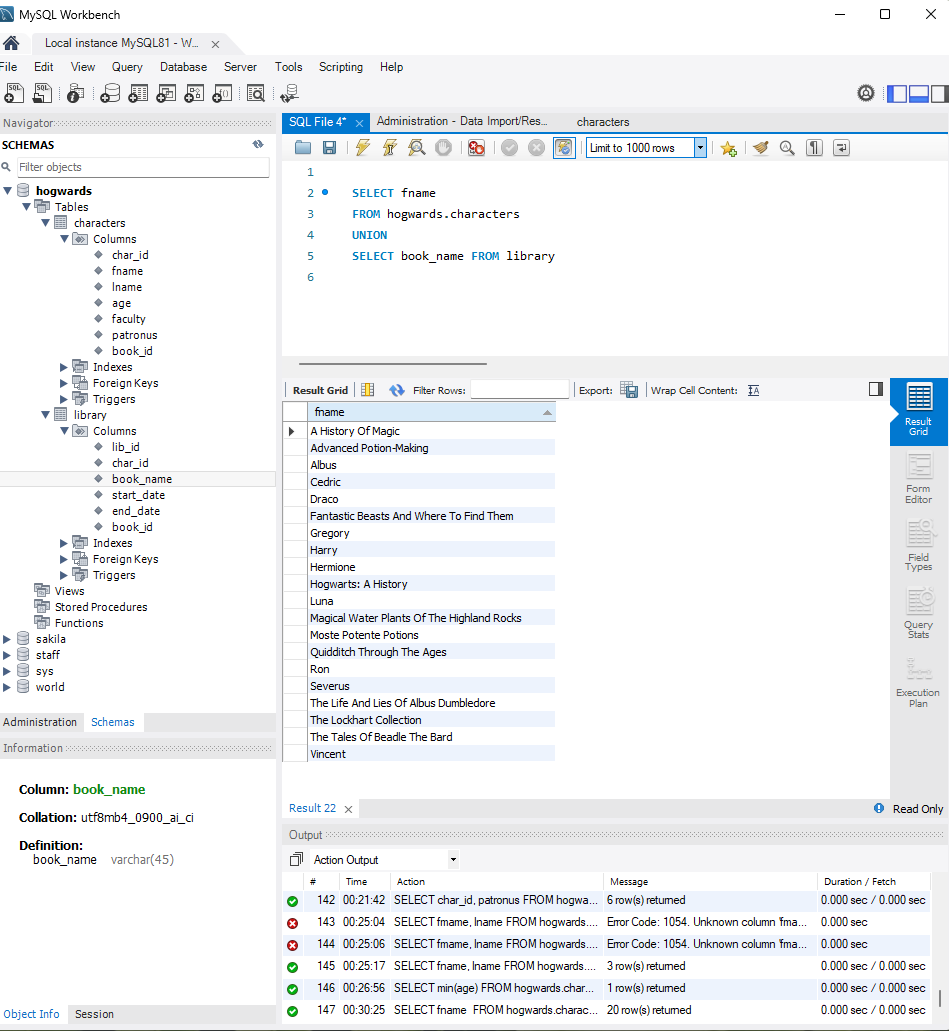 MySQL Workbench
Local instance MySQL81 - W...
File Edit View Query Database Server Tools Scripting Help
Navigator
SCHEMAS
Filter objects
hogwards
Tables
characters
Columns
char_id
fname
lname
age
faculty
patronus
book_id
Indexes
Foreign Keys
Triggers
library
Columns
lib_id
char_id
book_name
start_date
end_date
book_id
Indexes
Foreign Keys
Triggers
Views
Stored Procedures
Functions
sakila
staff
sys
world
Administration Schemas
Information
Column: book_name
Collation: utf8mb4_0900_ai_ci
Definition:
book_name varchar(45)
Object Info Session
SQL File 4* Administration - Data Import/Res... characters
Limit to 1000 rows
1
2 SELECT fname
3 FROM hogwards.characters
4 UNION
5 SELECT book_name FROM library
6
Result Grid Filter Rows: Export: Wrap Cell Content:
fname
A History Of Magic
Advanced Potion-Making
Albus
Cedric
Draco
Fantastic Beasts And Where To Find Them
Gregory
Harry
Hermione
Hogwarts: A History
Luna
Magical Water Plants Of The Highland Rocks
Moste Potente Potions
Quidditch Through The Ages
Ron
Severus
The Life And Lies Of Albus Dumbledore
The Lockhart Collection
The Tales Of Beadle The Bard
Vincent
Result Grid
Form Editor
Field Types
Query Stats
Execution Plan
Result 22 Read Only
Output
Action Output
# Time Action Message Duration / Fetch
142 00:21:42 SELECT char_id, patronus FROM hogwa... 6 row(s) returned 0.000 sec / 0.000 sec
143 00:25:04 SELECT fname, lname FROM hogwards.... Error Code: 1054. Unknown column 'fma... 0.000 sec
144 00:25:06 SELECT fname, lname FROM hogwards.... Error Code: 1054. Unknown column 'fma... 0.000 sec
145 00:25:17 SELECT fname, lname FROM hogwards.... 3 row(s) returned 0.000 sec / 0.000 sec
146 00:26:56 SELECT min(age) FROM hogwards.char... 1 row(s) returned 0.000 sec / 0.000 sec
147 00:30:25 SELECT fname FROM hogwards.charac... 20 row(s) returned 0.000 sec / 0.000 sec